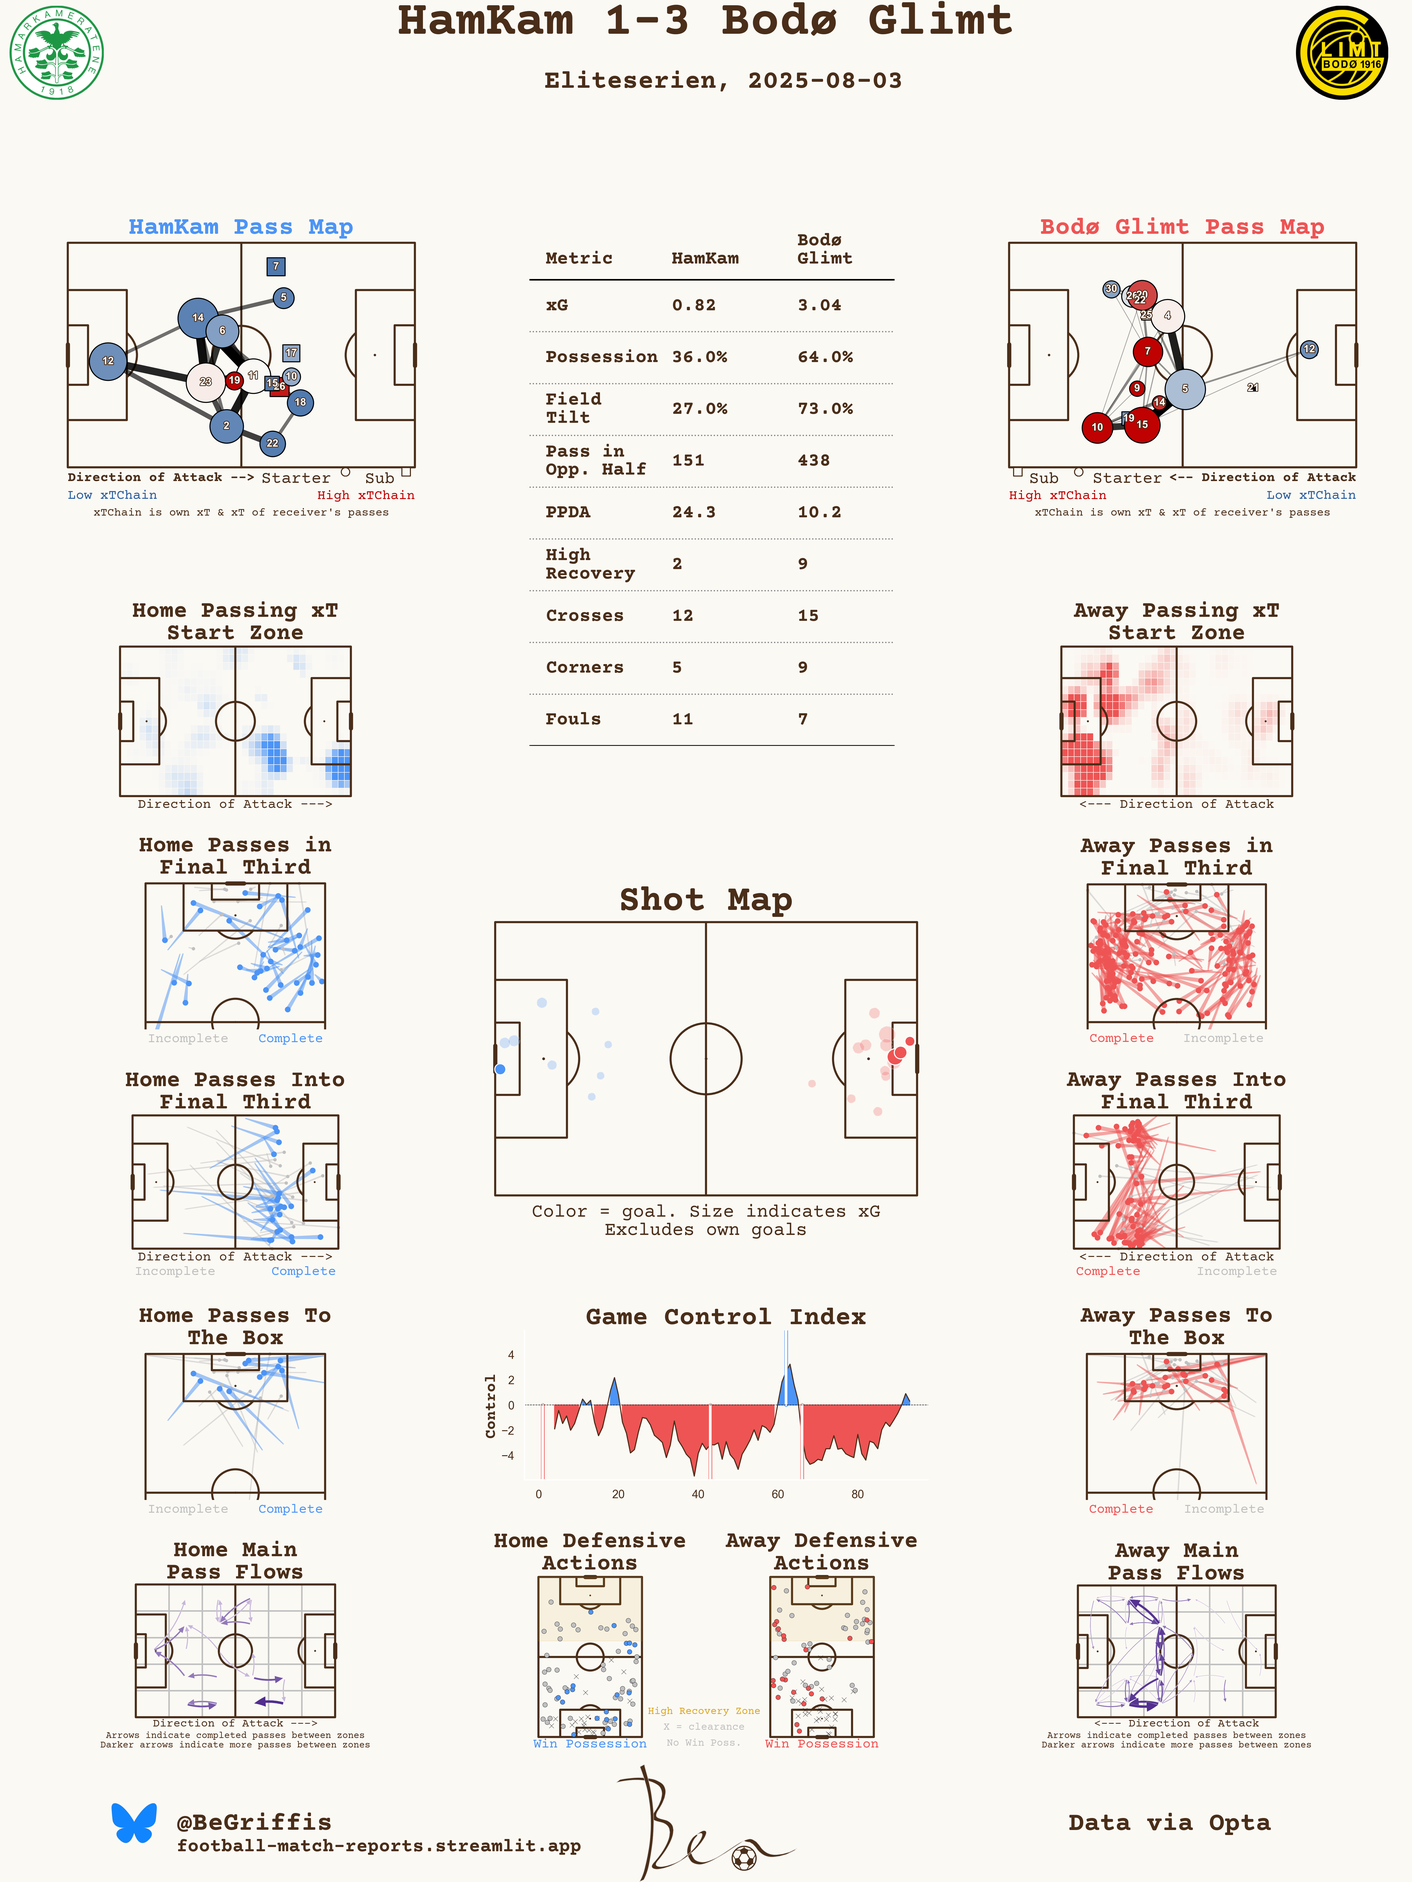 HamKam 1-3 Bodø Glimt
Eliteserien, 2025-08-03
HAMARKAMERATENE
1918
GLIMT
BODØ 1916
HamKam Pass Map
7
5
14
6
12
17
11
10
23
19
15
26
18
2
22
Direction of Attack --> Starter Sub
Low xTChain High xTChain
xTChain is own xT & xT of receiver's passes
Metric HamKam Bodø Glimt
xG 0.82 3.04
Possession 36.0% 64.0%
Field Tilt 27.0% 73.0%
Pass in Opp. Half 151 438
PPDA 24.3 10.2
High Recovery 2 9
Crosses 12 15
Corners 5 9
Fouls 11 7
Bodø Glimt Pass Map
30
20
22
25
4
7
12
9
5
21
14
19
10
15
Sub Starter <-- Direction of Attack
High xTChain Low xTChain
xTChain is own xT & xT of receiver's passes
Home Passing xT
Start Zone
Direction of Attack --->
Away Passing xT
Start Zone
<--- Direction of Attack
Home Passes in
Final Third
Incomplete Complete
Away Passes in
Final Third
Complete Incomplete
Shot Map
Color = goal. Size indicates xG
Excludes own goals
Home Passes Into
Final Third
Direction of Attack --->
Incomplete Complete
Away Passes Into
Final Third
<--- Direction of Attack
Complete Incomplete
Home Passes To
The Box
Incomplete Complete
Game Control Index
Control
4
2
0
−2
−4
0 20 40 60 80
Away Passes To
The Box
Complete Incomplete
Home Main
Pass Flows
Direction of Attack --->
Arrows indicate completed passes between zones
Darker arrows indicate more passes between zones
Home Defensive
Actions
Win Possession
High Recovery Zone
X = clearance
No Win Poss.
Away Defensive
Actions
Win Possession
Away Main
Pass Flows
<--- Direction of Attack
Arrows indicate completed passes between zones
Darker arrows indicate more passes between zones
@BeGriffis
football-match-reports.streamlit.app
Ben
Data via Opta